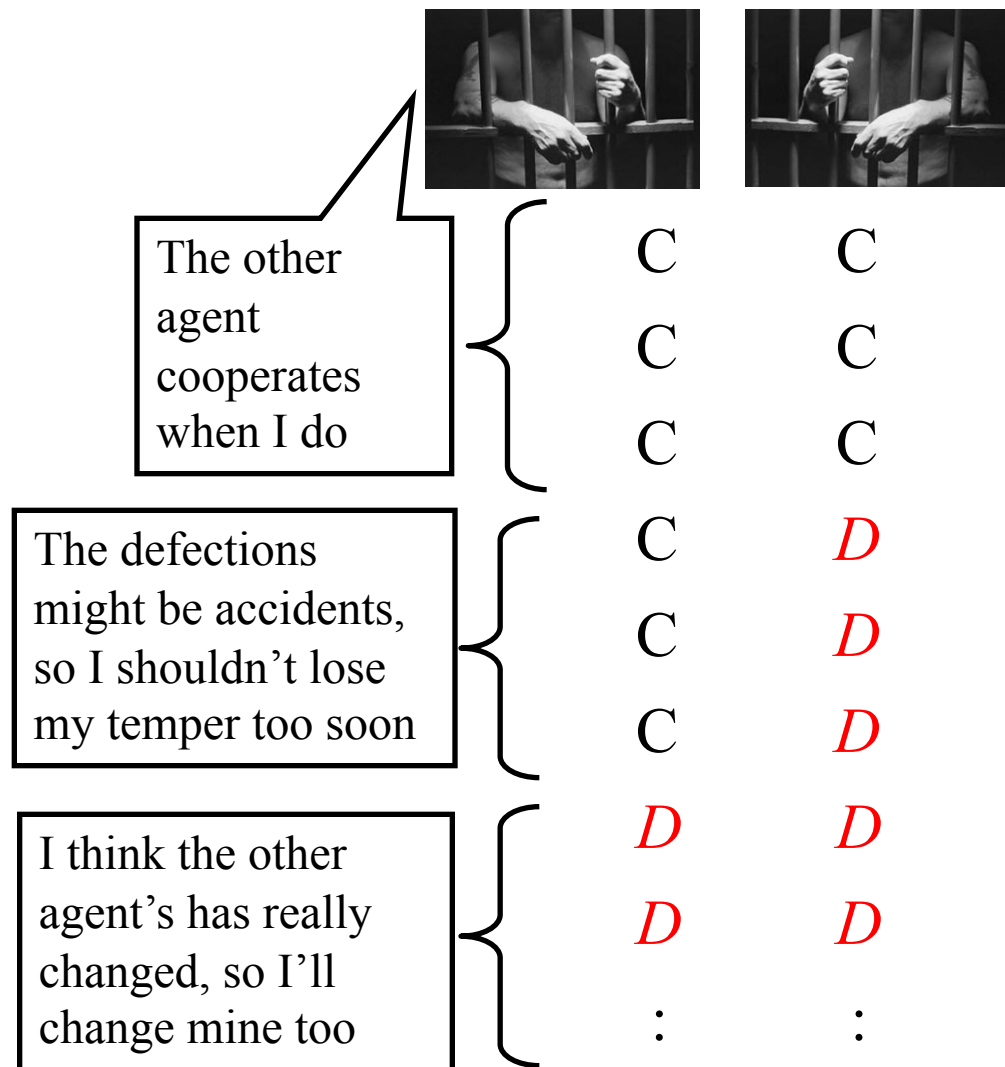 The other
agent
cooperates
when I do
C C
C C
C C
The defections
might be accidents,
so I shouldn’t lose
my temper too soon
C D
C D
C D
I think the other
agent’s has really
changed, so I’ll
change mine too
D D
D D
: :